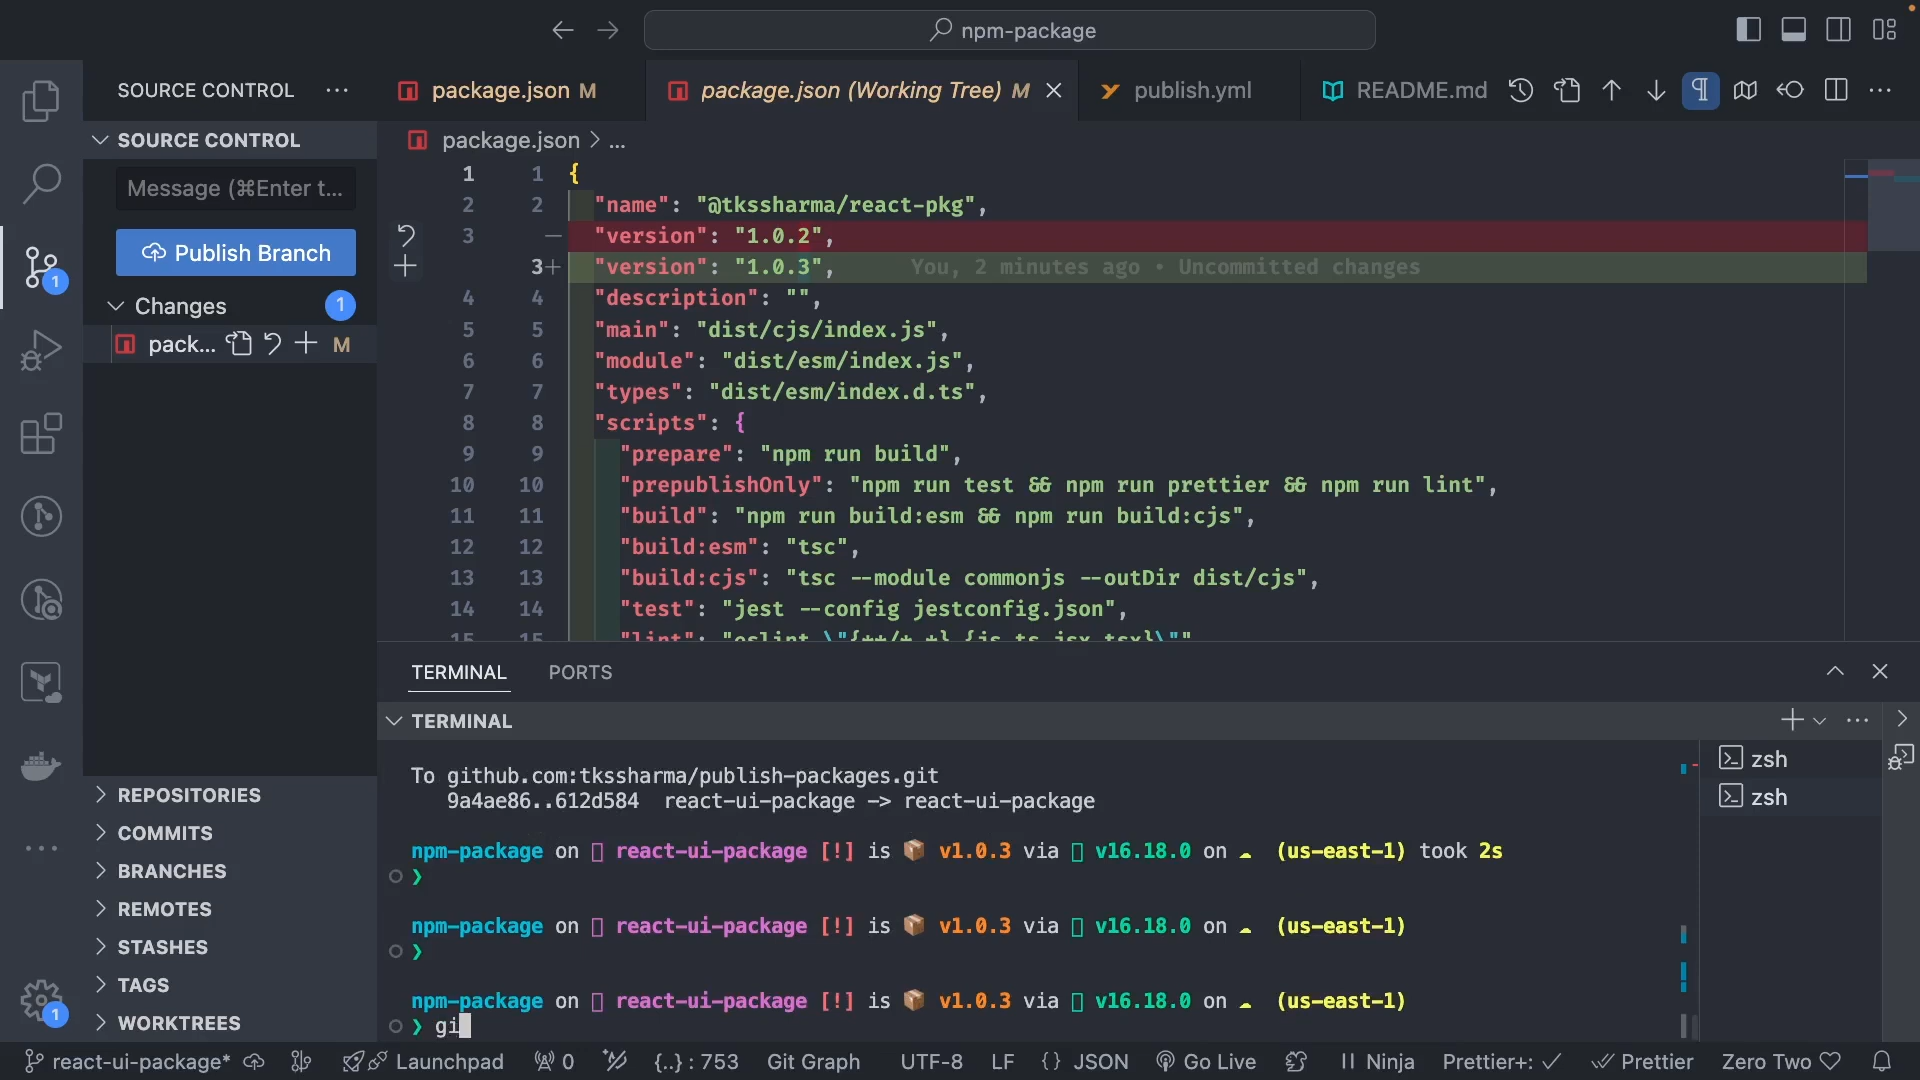 npm-package
SOURCE CONTROL
package.json M
package.json (Working Tree) M
publish.yml
README.md
SOURCE CONTROL
package.json > ...
Message (⌘Enter t...
Publish Branch
1
Changes 1
pack... M
1 1 {
2 2 "name": "@tkssharma/react-pkg",
3 — "version": "1.0.2",
3+ "version": "1.0.3", You, 2 minutes ago • Uncommitted changes
4 4 "description": "",
5 5 "main": "dist/cjs/index.js",
6 6 "module": "dist/esm/index.js",
7 7 "types": "dist/esm/index.d.ts",
8 8 "scripts": {
9 9 "prepare": "npm run build",
10 10 "prepublishOnly": "npm run test && npm run prettier && npm run lint",
11 11 "build": "npm run build:esm && npm run build:cjs",
12 12 "build:esm": "tsc",
13 13 "build:cjs": "tsc --module commonjs --outDir dist/cjs",
14 14 "test": "jest --config jestconfig.json",
15 15 "lint": "eslint \"{**/*,*}.{js,ts,jsx,tsx}\""
TERMINAL PORTS
TERMINAL
zsh
zsh
To github.com:tkssharma/publish-packages.git
9a4ae86..612d584 react-ui-package -> react-ui-package
npm-package on react-ui-package [!] is 📦 v1.0.3 via v16.18.0 on ☁ (us-east-1) took 2s
❯
npm-package on react-ui-package [!] is 📦 v1.0.3 via v16.18.0 on ☁ (us-east-1)
❯
npm-package on react-ui-package [!] is 📦 v1.0.3 via v16.18.0 on ☁ (us-east-1)
❯ gi
REPOSITORIES
COMMITS
BRANCHES
REMOTES
STASHES
TAGS
WORKTREES
1
react-ui-package* Launchpad 0 {..} : 753 Git Graph UTF-8 LF {} JSON Go Live Ninja Prettier+: ✓ Prettier Zero Two